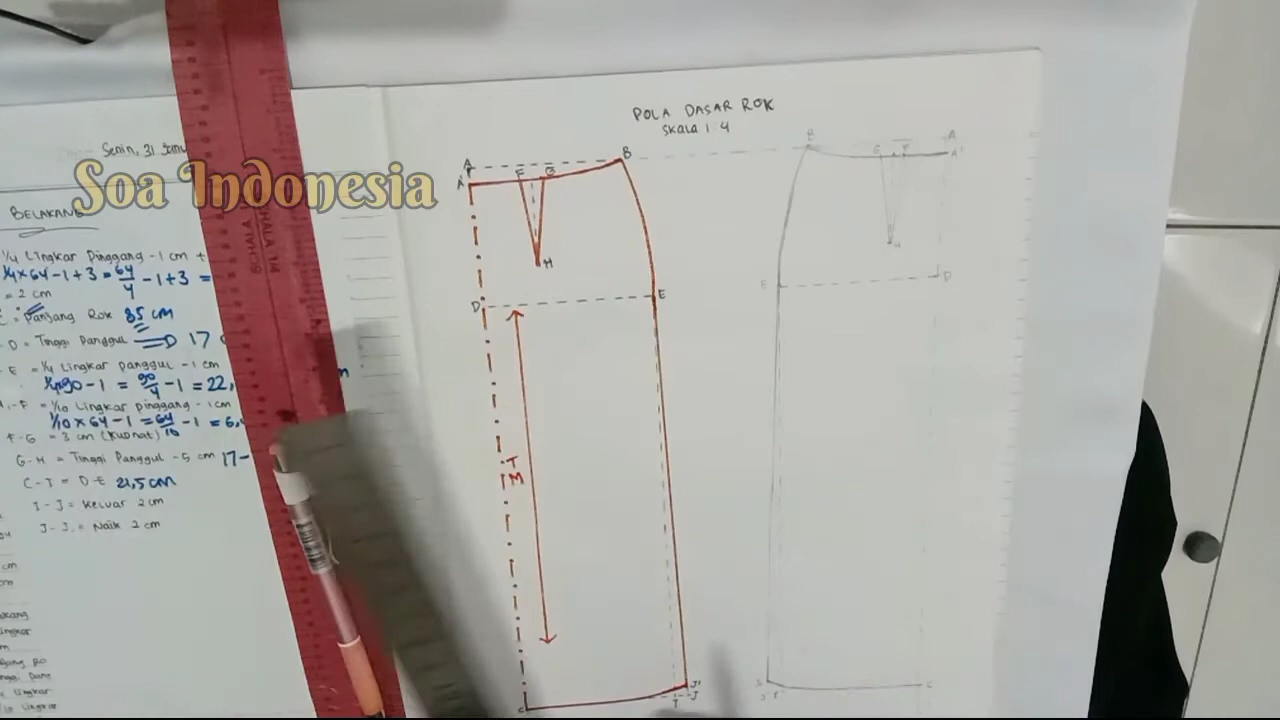 Senin, 31
Soa Indonesia
BELAKANG
1/4 Lingkar Pinggang - 1 cm +
1/4 x 64 - 1 + 3 = 64/4 - 1 + 3 =
= 2 cm
= Panjang Rok 85 cm
D = Tinggi Panggul D 17
E = 1/4 Lingkar panggul - 1 cm
1/4 x 90 - 1 = 90/4 - 1 = 22,
- F = 1/10 Lingkar pinggang - 1 cm
1/10 x 64 - 1 = 64/10 - 1 = 6,
F - G = 3 cm (Kupnat)
G - H = Tinggi Panggul - 5 cm 17 -
C - I = D E 21,5 cm
I - J = Keluar 2 cm
J - J = Naik 2 cm
cm
SCHALA
POLA DASAR ROK
Skala 1:4
A
B
A'
F
G
H
D
E
TM
C
I
J
J'
B
A
G
F
A'
H
E
D
C